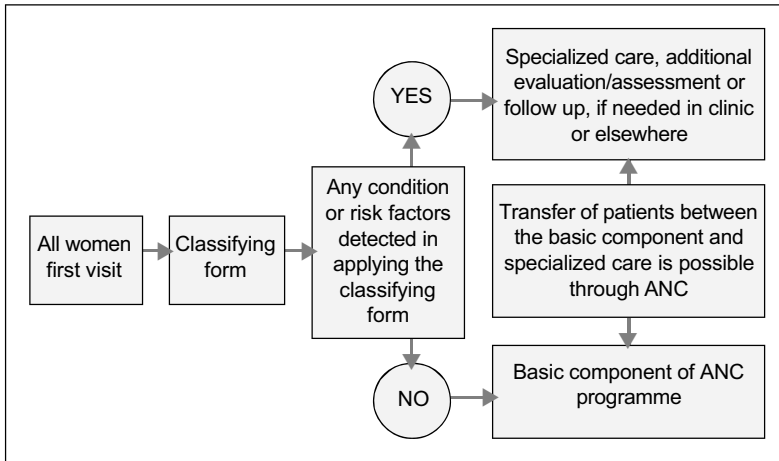 All women
first visit
Classifying
form
Any condition
or risk factors
detected in
applying the
classifying
form
YES
Specialized care, additional
evaluation/assessment or
follow up, if needed in clinic
or elsewhere
Transfer of patients between
the basic component and
specialized care is possible
through ANC
NO
Basic component of ANC
programme